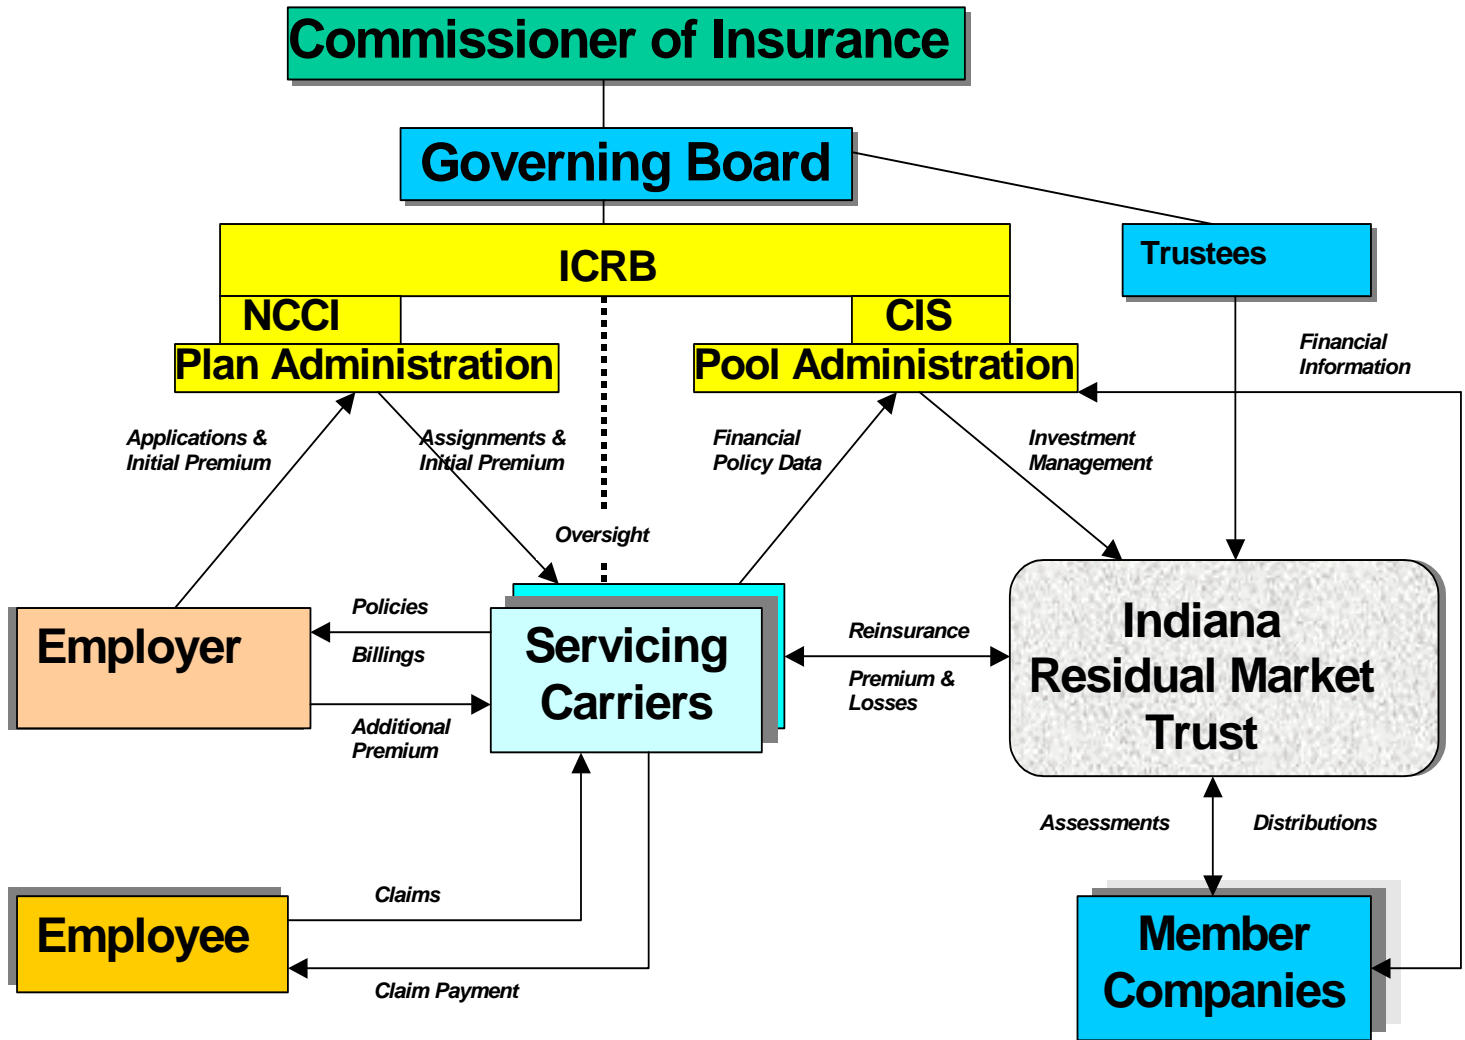 Commissioner of Insurance
Governing Board
ICRB
Trustees
NCCI
CIS
Plan Administration
Pool Administration
Financial
Information
Applications &
Initial Premium
Assignments &
Initial Premium
Financial
Policy Data
Investment
Management
Oversight
Policies
Billings
Employer
Servicing
Carriers
Reinsurance
Premium &
Losses
Indiana
Residual Market
Trust
Additional
Premium
Assessments
Distributions
Claims
Employee
Claim Payment
Member
Companies